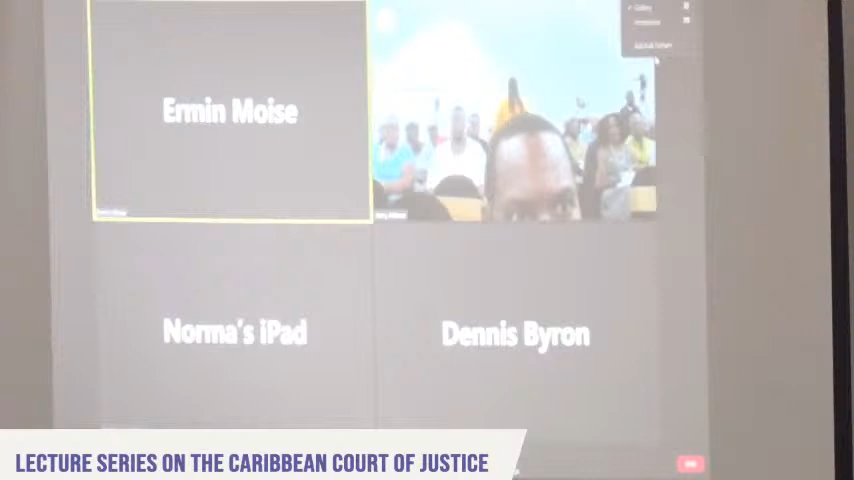 Ermin Moise
Norma's iPad
Dennis Byron
LECTURE SERIES ON THE CARIBBEAN COURT OF JUSTICE